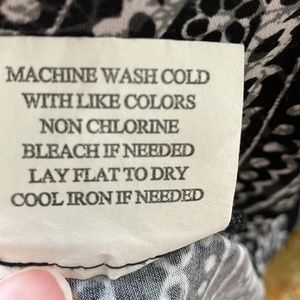 MACHINE WASH COLD
WITH LIKE COLORS
NON CHLORINE
BLEACH IF NEEDED
LAY FLAT TO DRY
COOL IRON IF NEEDED